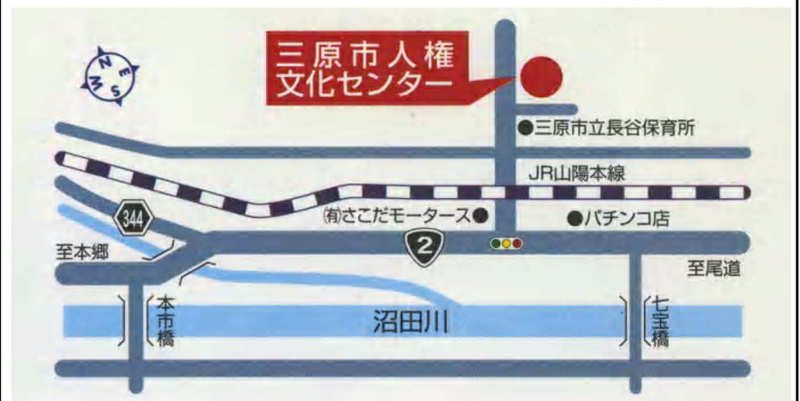 三原市人権
文化センター
N
E
S
W
三原市立長谷保育所
JR山陽本線
344
㈲さこだモータース
パチンコ店
2
至本郷
至尾道
本市橋
沼田川
七宝橋